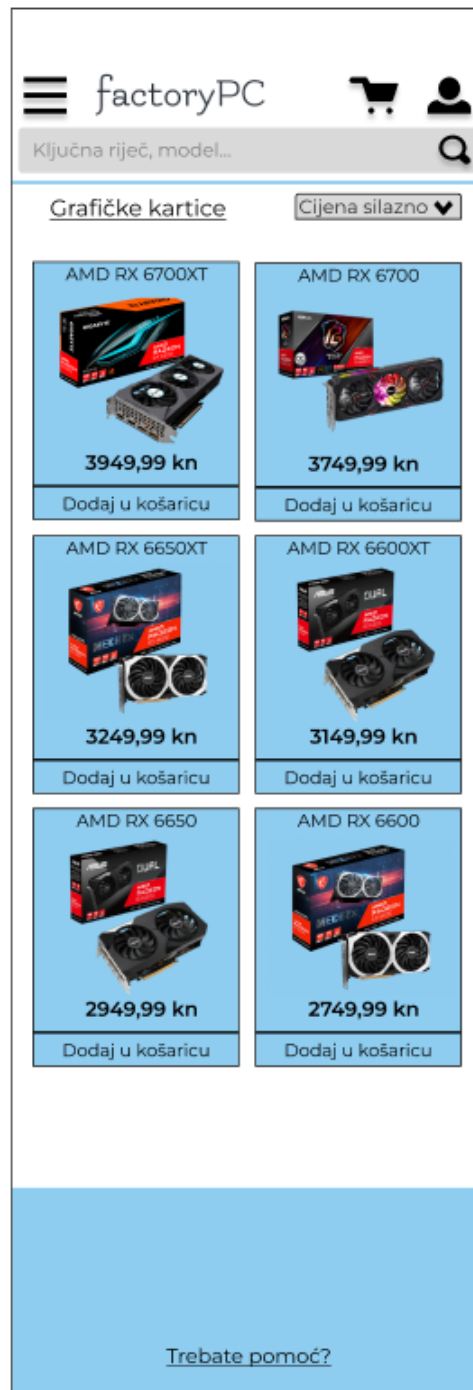 factoryPC
Ključna riječ, model...
Grafičke kartice
Cijena silazno
AMD RX 6700XT
3949,99 kn
Dodaj u košaricu
AMD RX 6700
3749,99 kn
Dodaj u košaricu
AMD RX 6650XT
3249,99 kn
Dodaj u košaricu
AMD RX 6600XT
DUAL
3149,99 kn
Dodaj u košaricu
AMD RX 6650
DUAL
2949,99 kn
Dodaj u košaricu
AMD RX 6600
2749,99 kn
Dodaj u košaricu
Trebate pomoć?